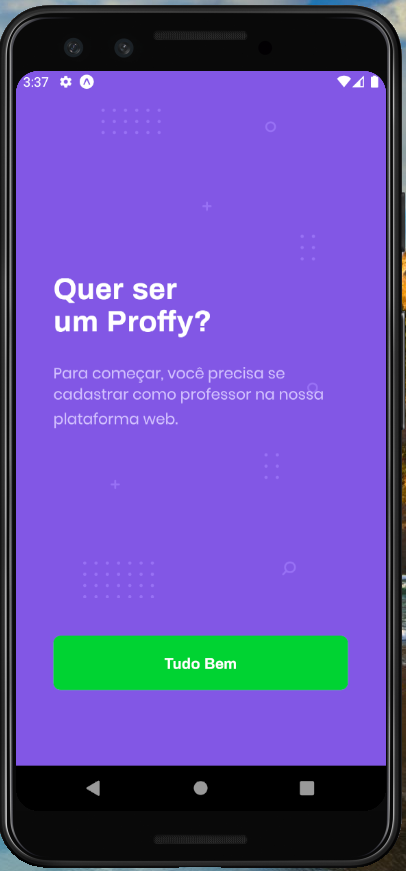 3:37
Quer ser
um Proffy?
Para começar, você precisa se
cadastrar como professor na nossa
plataforma web.
Tudo Bem